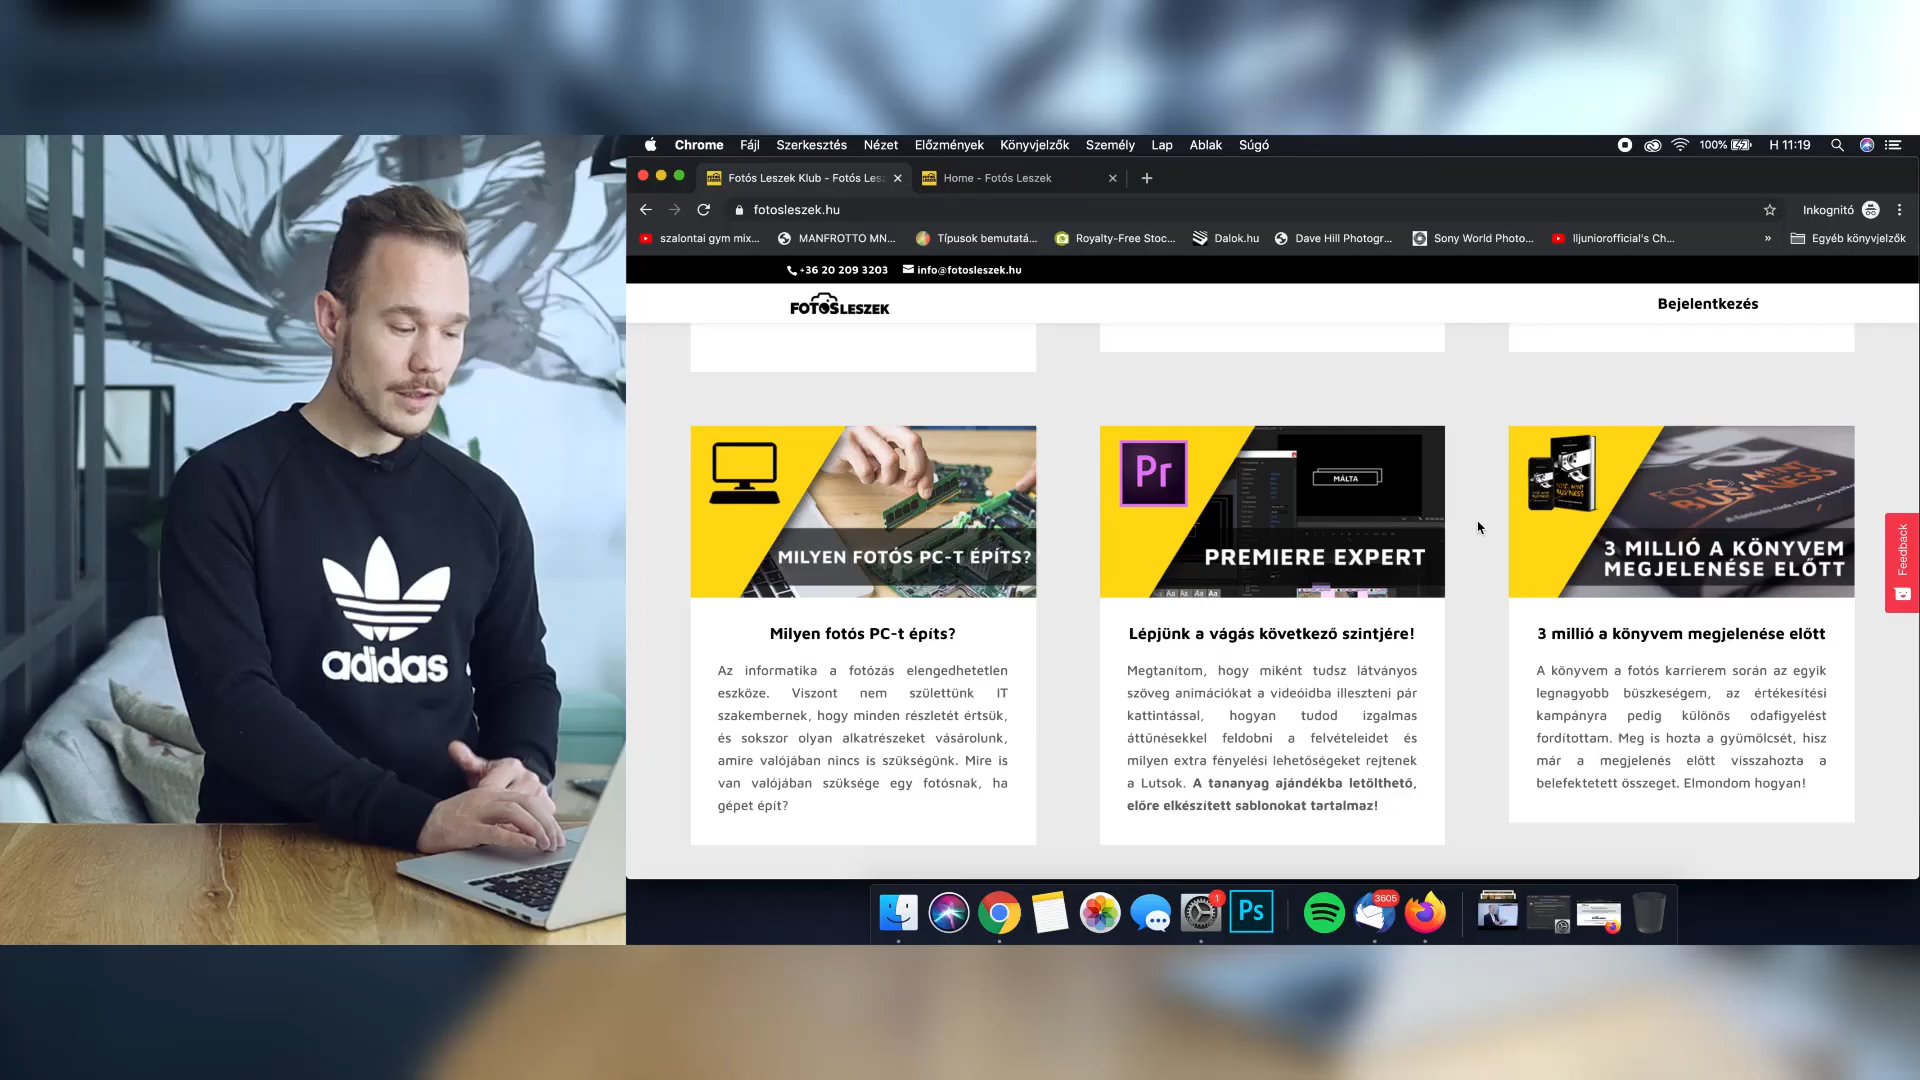 Chrome Fájl Szerkesztés Nézet Előzmények Könyvjelzők Személy Lap Ablak Súgó 100% H 11:19
Fotós Leszek Klub - Fotós Les Home - Fotós Leszek
fotosleszek.hu Inkognitó
szalontai gym mix... MANFROTTO MN... Típusok bemutatá... Royalty-Free Stoc... Dalok.hu Dave Hill Photogr... Sony World Photo... lljuniorofficial's Ch... » Egyéb könyvjelzők
+36 20 209 3203 info@fotosleszek.hu
FOTÓSLESZEK Bejelentkezés
MILYEN FOTÓS PC-T ÉPÍTS?
Milyen fotós PC-t építs?
Az informatika a fotózás elengedhetetlen
eszköze. Viszont nem születtünk IT
szakembernek, hogy minden részletét értsük,
és sokszor olyan alkatrészeket vásárolunk,
amire valójában nincs is szükségünk. Mire is
van valójában szüksége egy fotósnak, ha
gépet épít?
Pr
MÁLTA
PREMIERE EXPERT
Lépjünk a vágás következő szintjére!
Megtanítom, hogy miként tudsz látványos
szöveg animációkat a videóidba illeszteni pár
kattintással, hogyan tudod izgalmas
áttűnésekkel feldobni a felvételeidet és
milyen extra fényelési lehetőségeket rejtenek
a Lutsok. A tananyag ajándékba letölthető,
előre elkészített sablonokat tartalmaz!
3 MILLIÓ A KÖNYVEM
MEGJELENÉSE ELŐTT
3 millió a könyvem megjelenése előtt
A könyvem a fotós karrierem során az egyik
legnagyobb büszkeségem, az értékesítési
kampányra pedig különös odafigyelést
fordítottam. Meg is hozta a gyümölcsét, hisz
már a megjelenés előtt visszahozta a
belefektetett összeget. Elmondom hogyan!
Feedback
adidas
1
Ps
3605